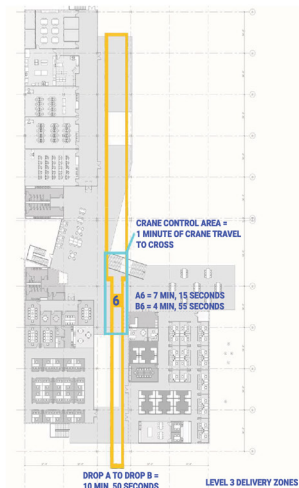 CRANE CONTROL AREA =
1 MINUTE OF CRANE TRAVEL
TO CROSS
6
A6 = 7 MIN, 15 SECONDS
B6 = 4 MIN, 55 SECONDS
DROP A TO DROP B =
10 MIN, 50 SECONDS
LEVEL 3 DELIVERY ZONES